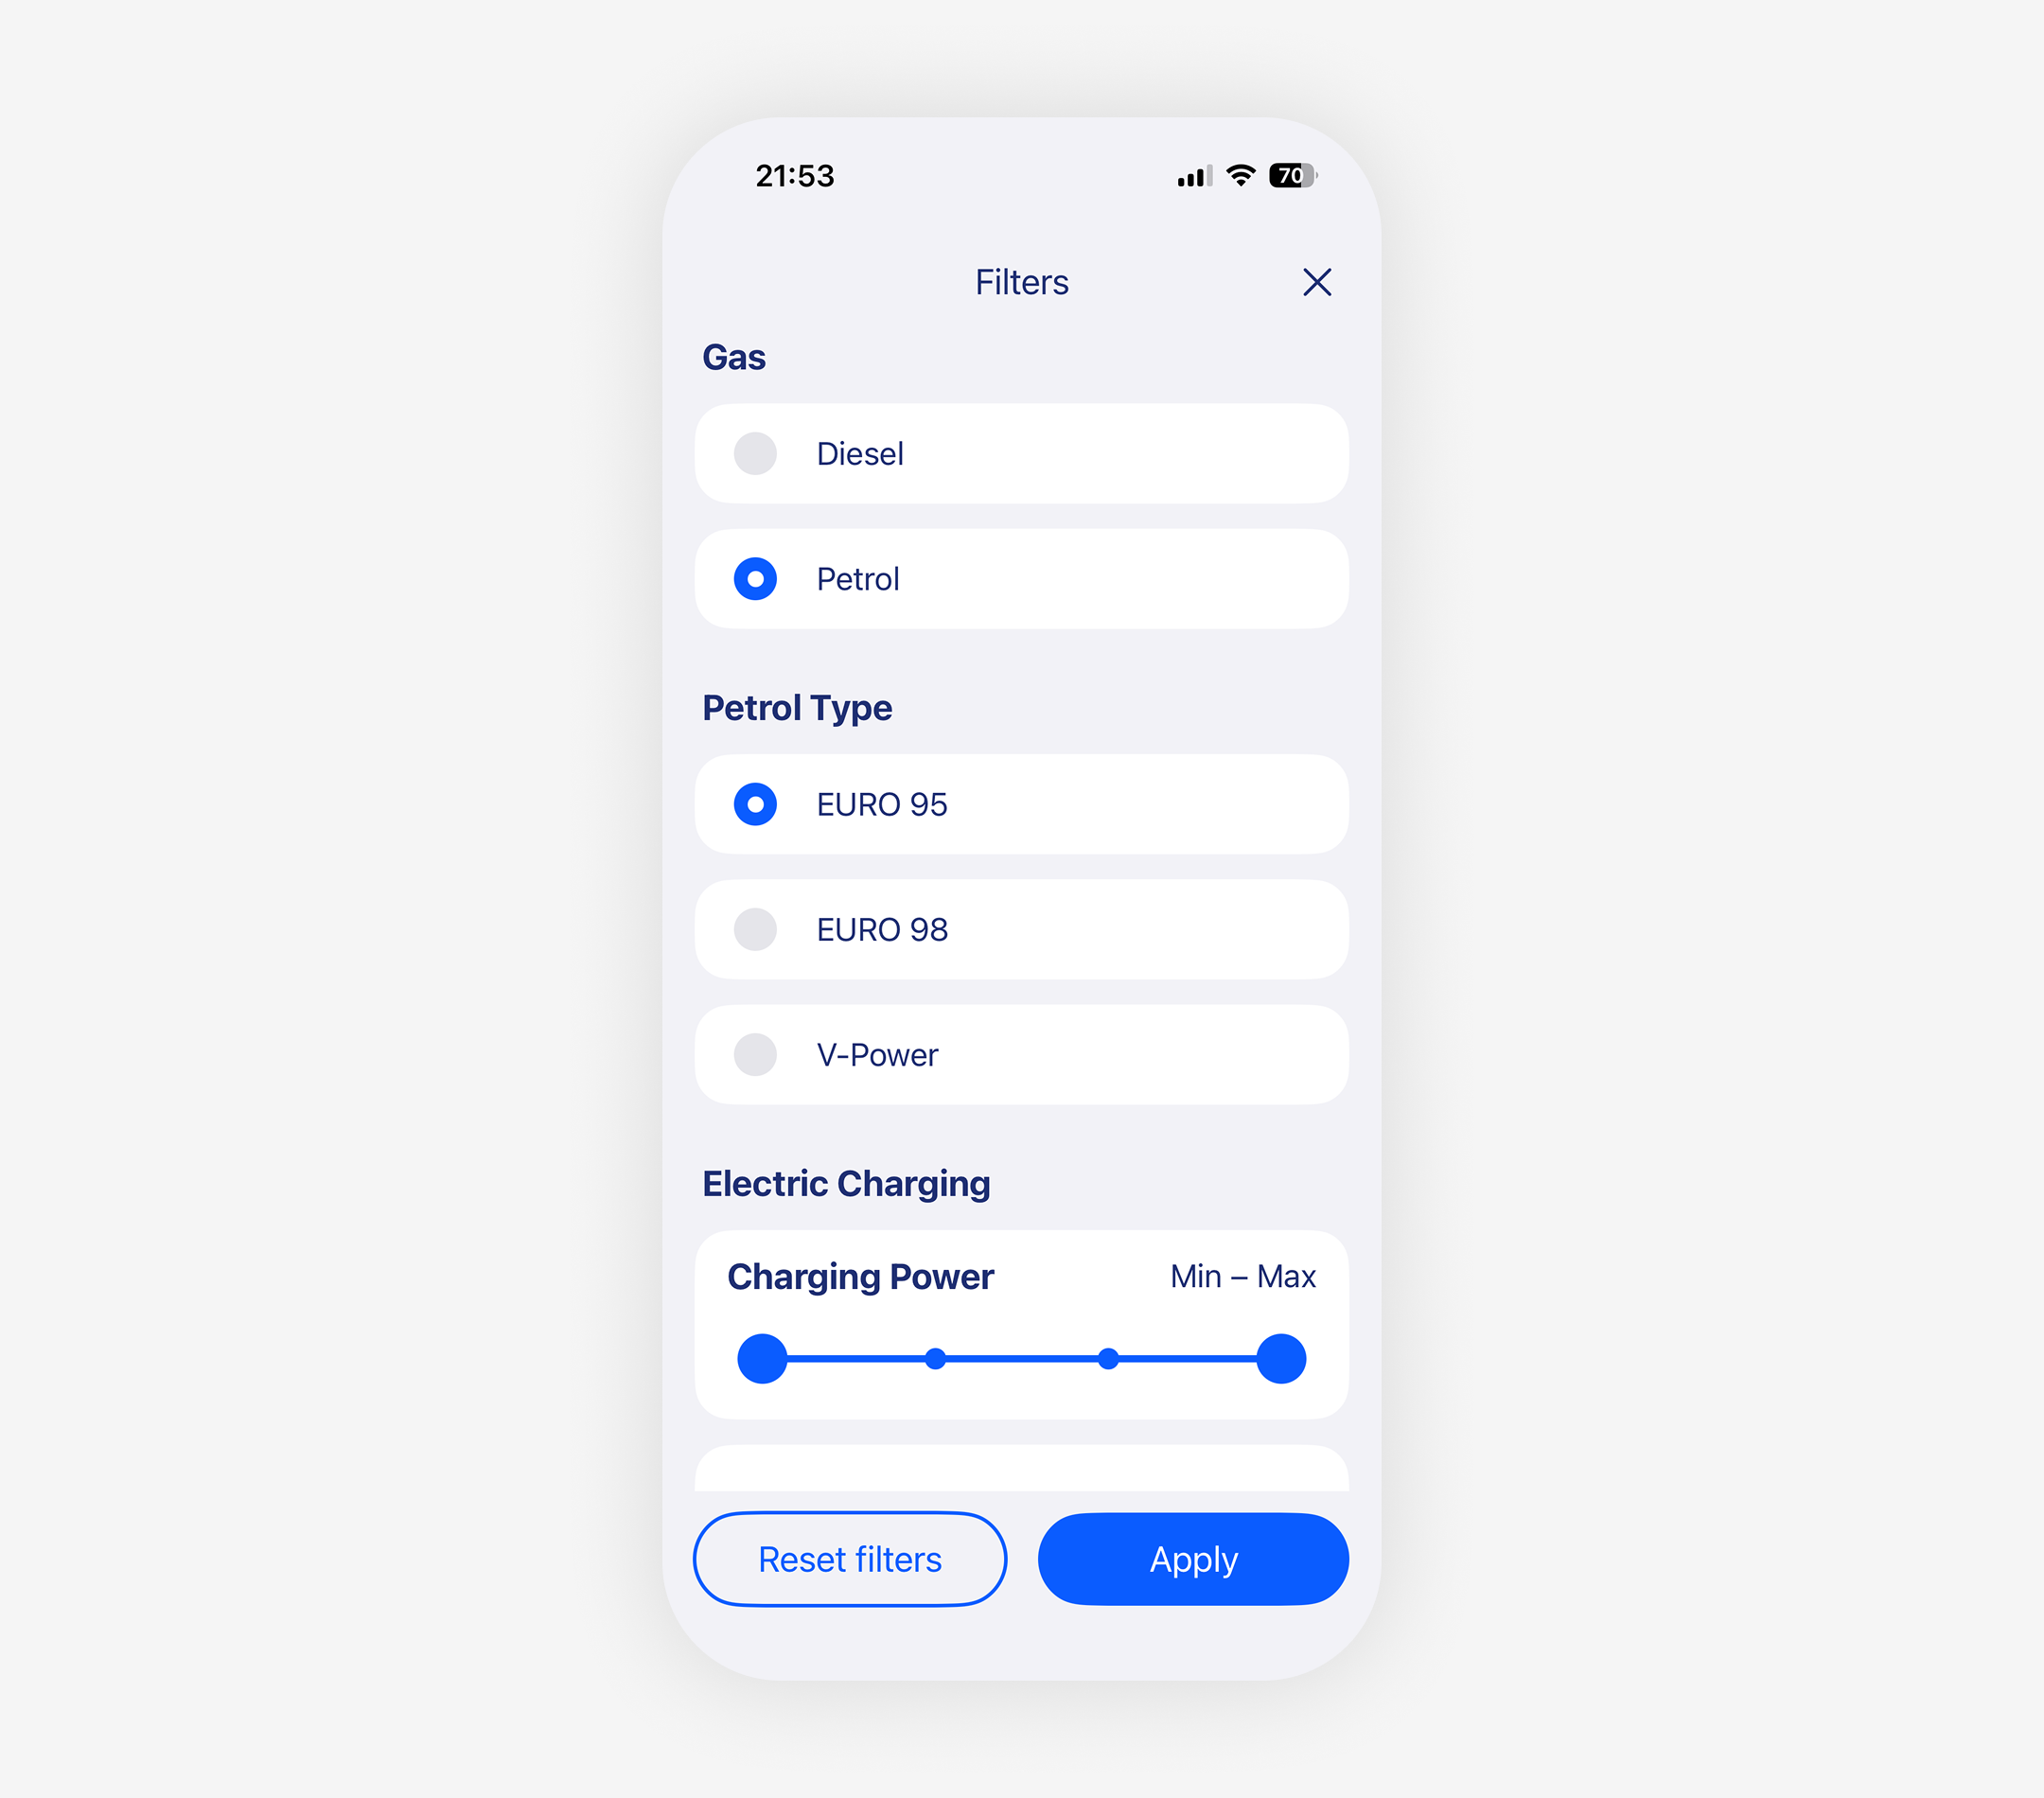 21:53
70
Filters
Gas
Diesel
Petrol
Petrol Type
EURO 95
EURO 98
V-Power
Electric Charging
Charging Power
Min – Max
Reset filters
Apply